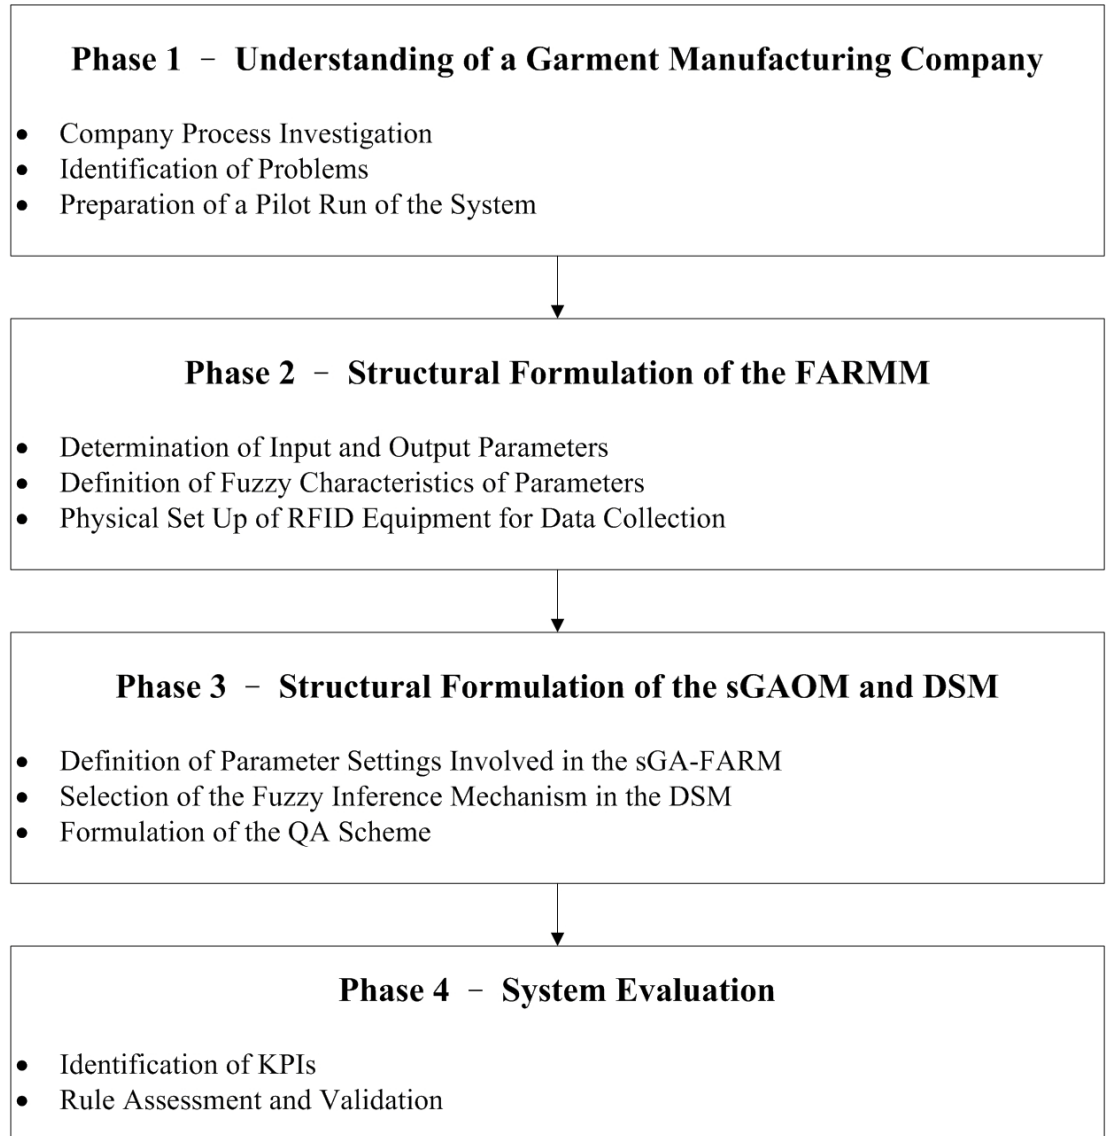 Phase 1 – Understanding of a Garment Manufacturing Company
• Company Process Investigation
• Identification of Problems
• Preparation of a Pilot Run of the System
Phase 2 – Structural Formulation of the FARMM
• Determination of Input and Output Parameters
• Definition of Fuzzy Characteristics of Parameters
• Physical Set Up of RFID Equipment for Data Collection
Phase 3 – Structural Formulation of the sGAOM and DSM
• Definition of Parameter Settings Involved in the sGA-FARM
• Selection of the Fuzzy Inference Mechanism in the DSM
• Formulation of the QA Scheme
Phase 4 – System Evaluation
• Identification of KPIs
• Rule Assessment and Validation